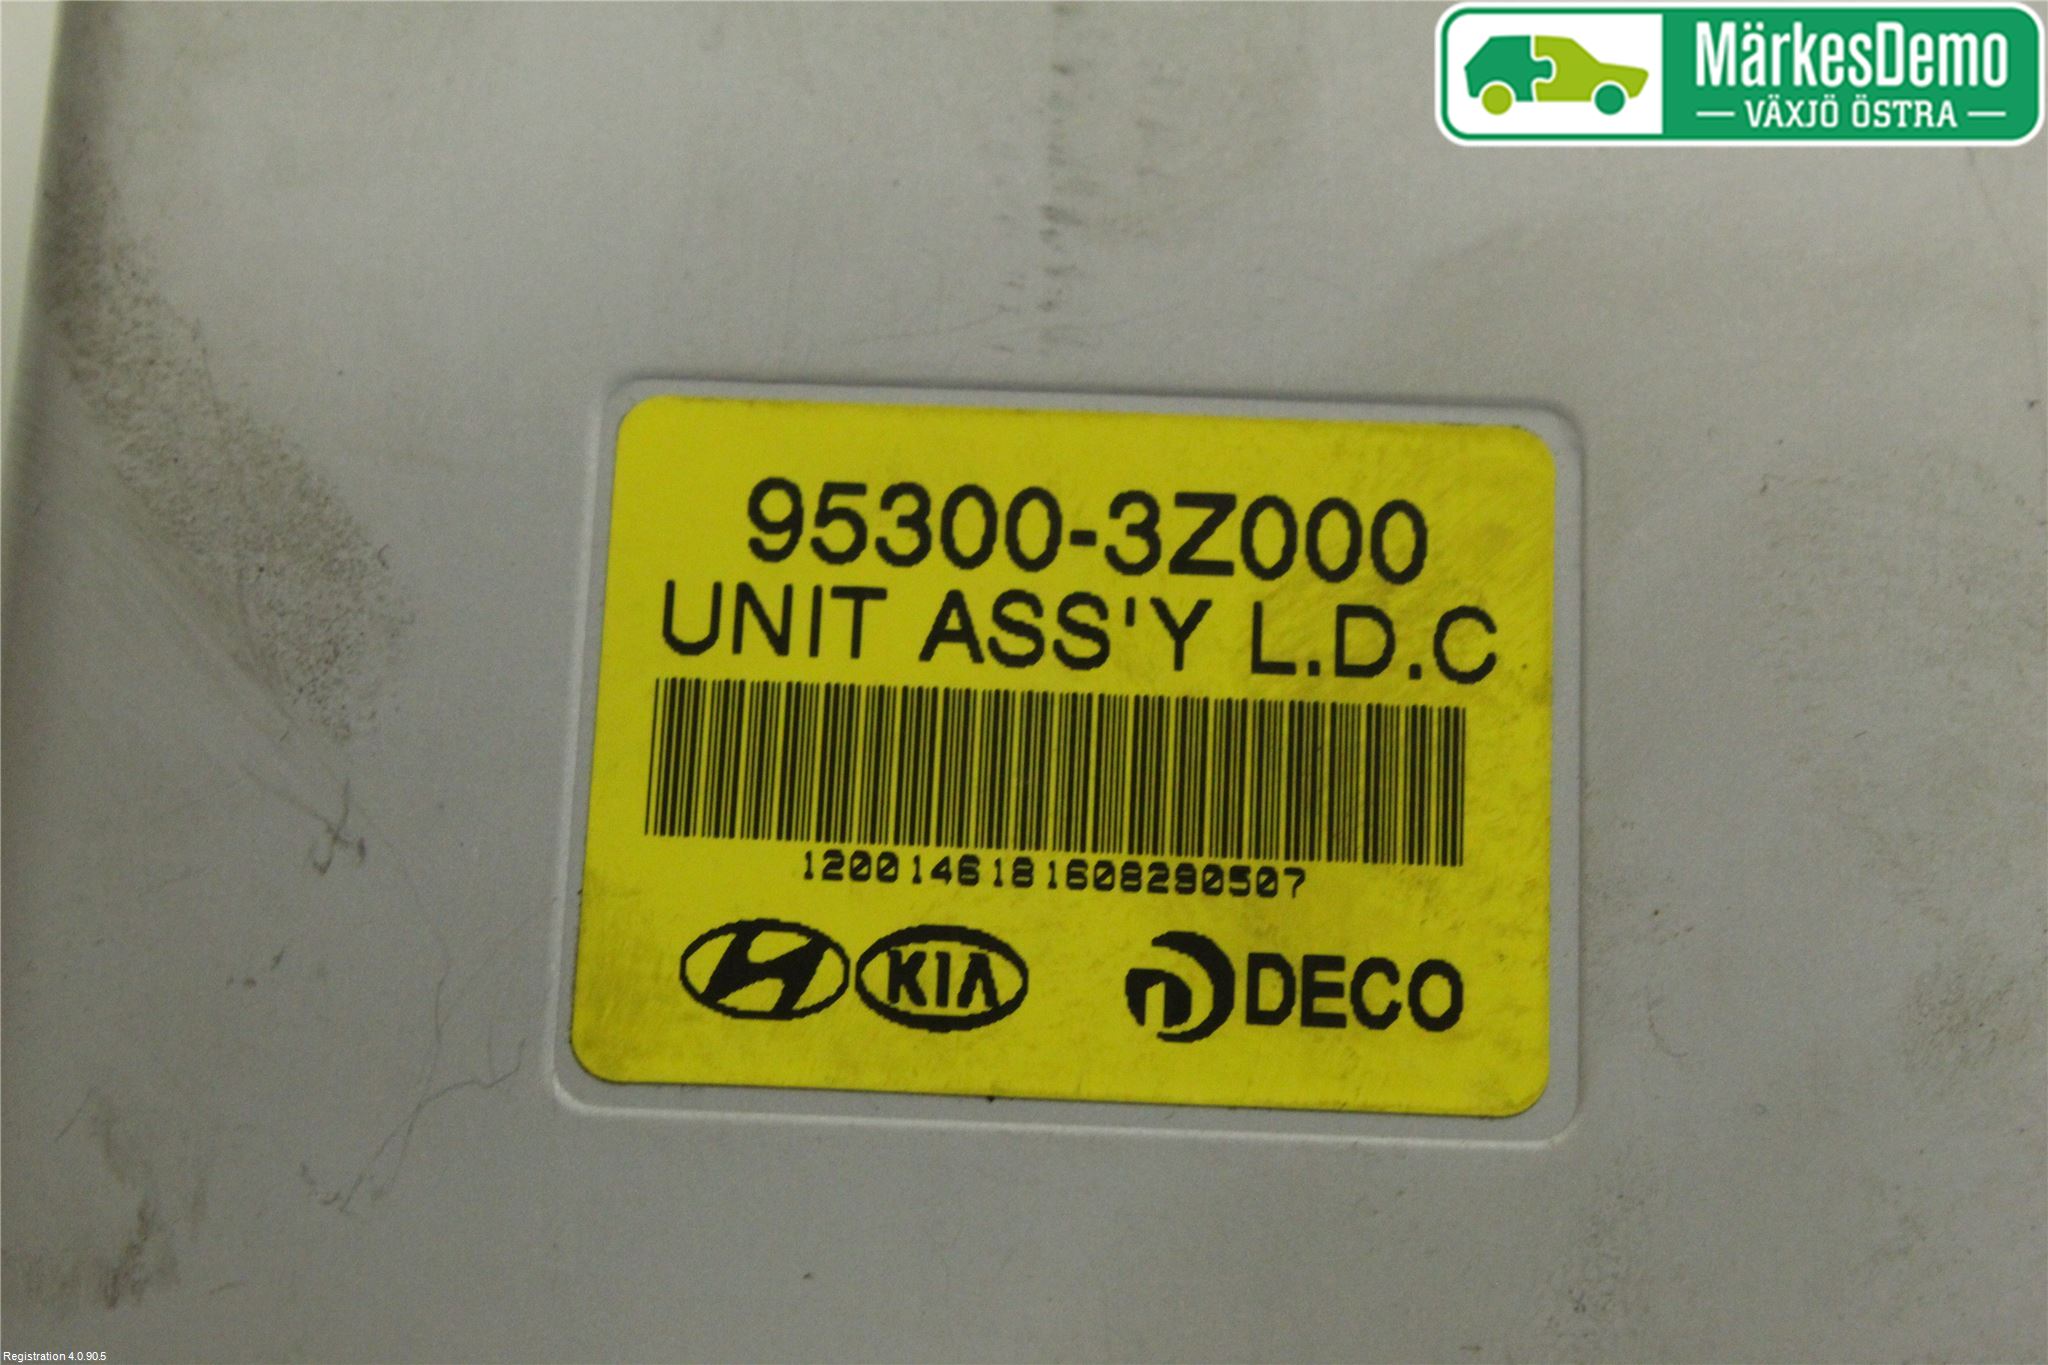 MärkesDemo
VÄXJÖ ÖSTRA
95300-3Z000
UNIT ASS'Y L.D.C
1200146181608290507
KIA
DECO
Registration 4.0.90.5